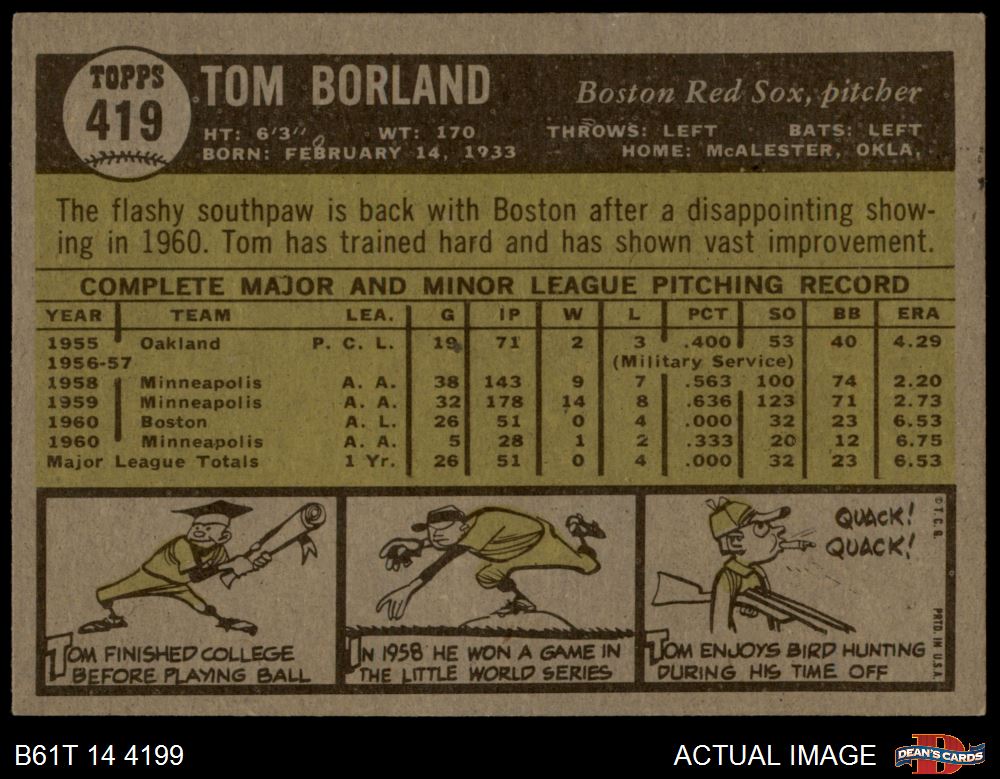 TOPPS
419
TOM BORLAND
Boston Red Sox, pitcher
HT: 6'3" WT: 170 THROWS: LEFT BATS: LEFT
BORN: FEBRUARY 14, 1933 HOME: McALESTER, OKLA.
The flashy southpaw is back with Boston after a disappointing show-
ing in 1960. Tom has trained hard and has shown vast improvement.
COMPLETE MAJOR AND MINOR LEAGUE PITCHING RECORD
YEAR TEAM LEA. G IP W L PCT SO BB ERA
1955 Oakland P. C. L. 19 71 2 3 .400 53 40 4.29
1956-57 (Military Service)
1958 Minneapolis A. A. 38 143 9 7 .563 100 74 2.20
1959 Minneapolis A. A. 32 178 14 8 .636 123 71 2.73
1960 Boston A. L. 26 51 0 4 .000 32 23 6.53
1960 Minneapolis A. A. 5 28 1 2 .333 20 12 6.75
Major League Totals 1 Yr. 26 51 0 4 .000 32 23 6.53
TOM FINISHED COLLEGE
BEFORE PLAYING BALL
IN 1958 HE WON A GAME IN
THE LITTLE WORLD SERIES
QUACK!
QUACK!
TOM ENJOYS BIRD HUNTING
DURING HIS TIME OFF
© T. C. G.
PRTD. IN U.S.A.
B61T 14 4199
ACTUAL IMAGE
DEAN'S CARDS